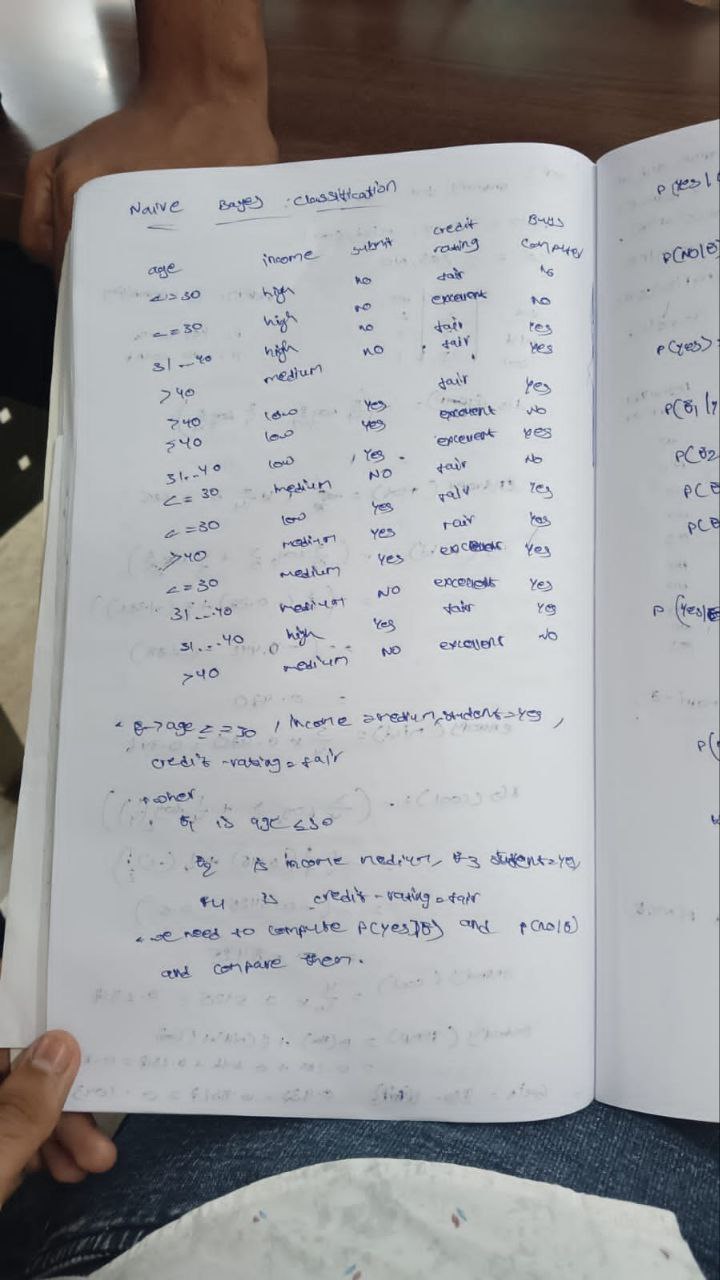 Naive Bayes Classification
age income submit credit rating Buys Computer
<=30 high no fair No
<=30 high no excellent No
31...40 high no fair Yes
>40 medium no fair Yes
>40 low Yes fair Yes
>40 low Yes excellent No
31...40 low Yes excellent Yes
<=30 medium NO fair No
<=30 low Yes fair Yes
>40 medium Yes fair Yes
<=30 medium Yes excellent Yes
31...40 medium NO excellent Yes
31...40 high Yes fair Yes
>40 medium NO excellent No
age <=30, income =medium, student=Yes,
credit-rating=fair
is age ≤30
is income medium, student=Yes
is credit-rating=fair
we need to compute P(Yes|θ) and P(no|θ)
and compare them.
P(Yes|
P(NO|θ)
P(Yes)=
P(θ1|
P(θ2
P(θ
P(θ
P(Yes|
P(